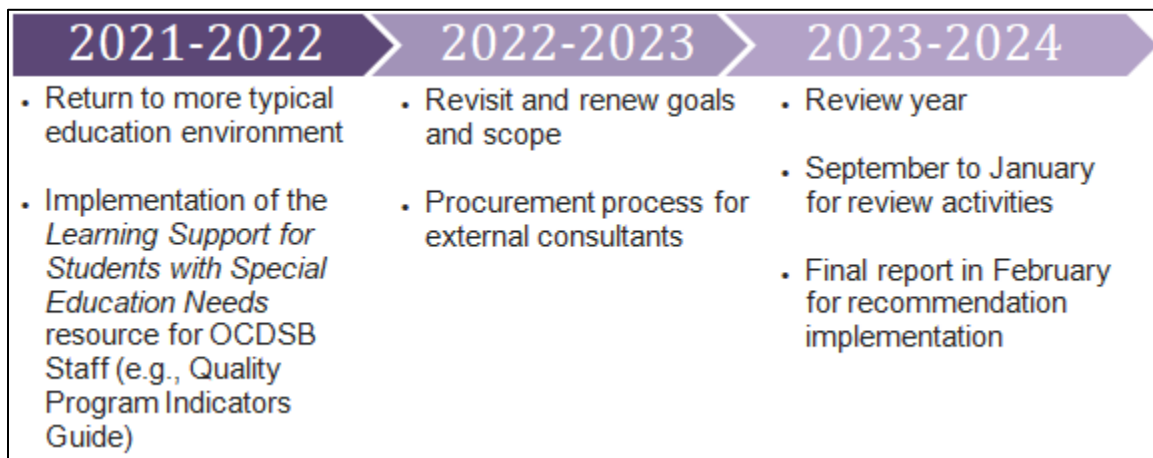 2021-2022
• Return to more typical
education environment
• Implementation of the
Learning Support for
Students with Special
Education Needs
resource for OCDSB
Staff (e.g., Quality
Program Indicators
Guide)
2022-2023
• Revisit and renew goals
and scope
• Procurement process for
external consultants
2023-2024
• Review year
• September to January
for review activities
• Final report in February
for recommendation
implementation